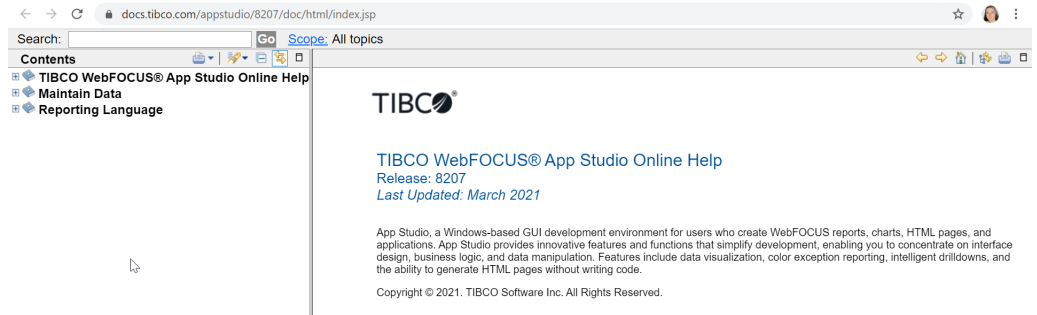 docs.tibco.com/appstudio/8207/doc/html/index.jsp
Search: Go Scope: All topics
Contents
TIBCO WebFOCUS® App Studio Online Help
Maintain Data
Reporting Language
TIBCO®
TIBCO WebFOCUS® App Studio Online Help
Release: 8207
Last Updated: March 2021
App Studio, a Windows-based GUI development environment for users who create WebFOCUS reports, charts, HTML pages, and
applications. App Studio provides innovative features and functions that simplify development, enabling you to concentrate on interface
design, business logic, and data manipulation. Features include data visualization, color exception reporting, intelligent drilldowns, and
the ability to generate HTML pages without writing code.
Copyright © 2021. TIBCO Software Inc. All Rights Reserved.